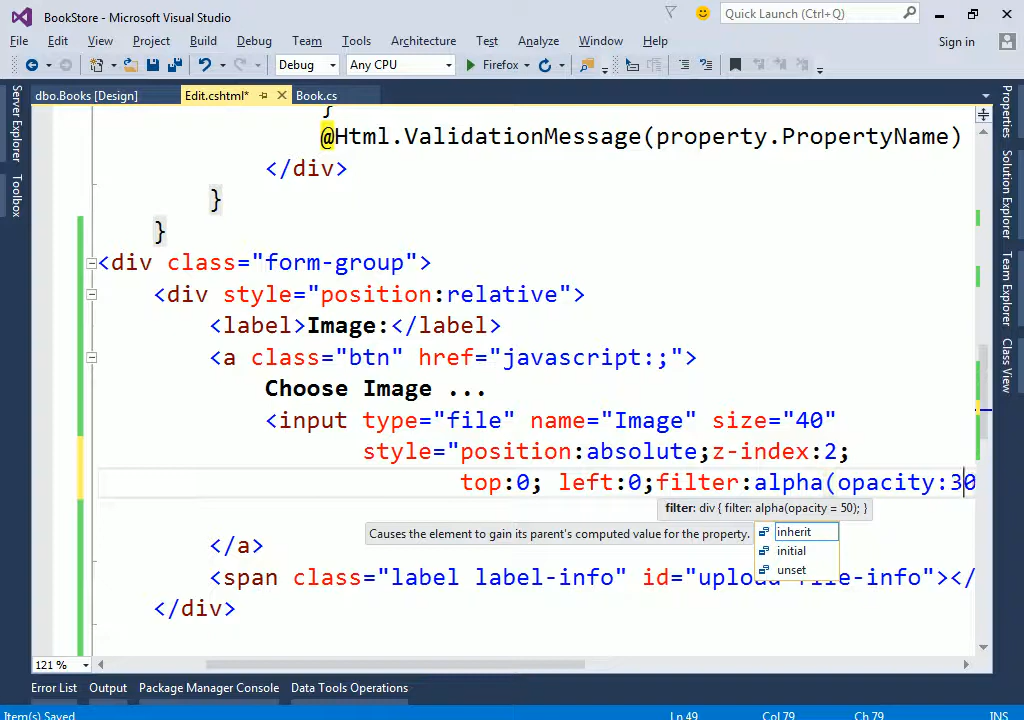 BookStore - Microsoft Visual Studio
Quick Launch (Ctrl+Q)
File Edit View Project Build Debug Team Tools Architecture Test Analyze Window Help
Sign in
Debug Any CPU Firefox
dbo.Books [Design] Edit.cshtml* Book.cs
Server Explorer
Toolbox
Properties
Solution Explorer
Team Explorer
Class View
}
@Html.ValidationMessage(property.PropertyName)
</div>
}
}
<div class="form-group">
<div style="position:relative">
<label>Image:</label>
<a class="btn" href="javascript:;">
Choose Image ...
<input type="file" name="Image" size="40"
style="position:absolute;z-index:2;
top:0; left:0;filter:alpha(opacity:30
filter: div { filter: alpha(opacity = 50); }
Causes the element to gain its parent's computed value for the property.
inherit
initial
unset
</a>
<span class="label label-info" id="upload-file-info"></
</div>
121 %
Error List Output Package Manager Console Data Tools Operations
Item(s) Saved Ln 49 Col 79 Ch 79 INS